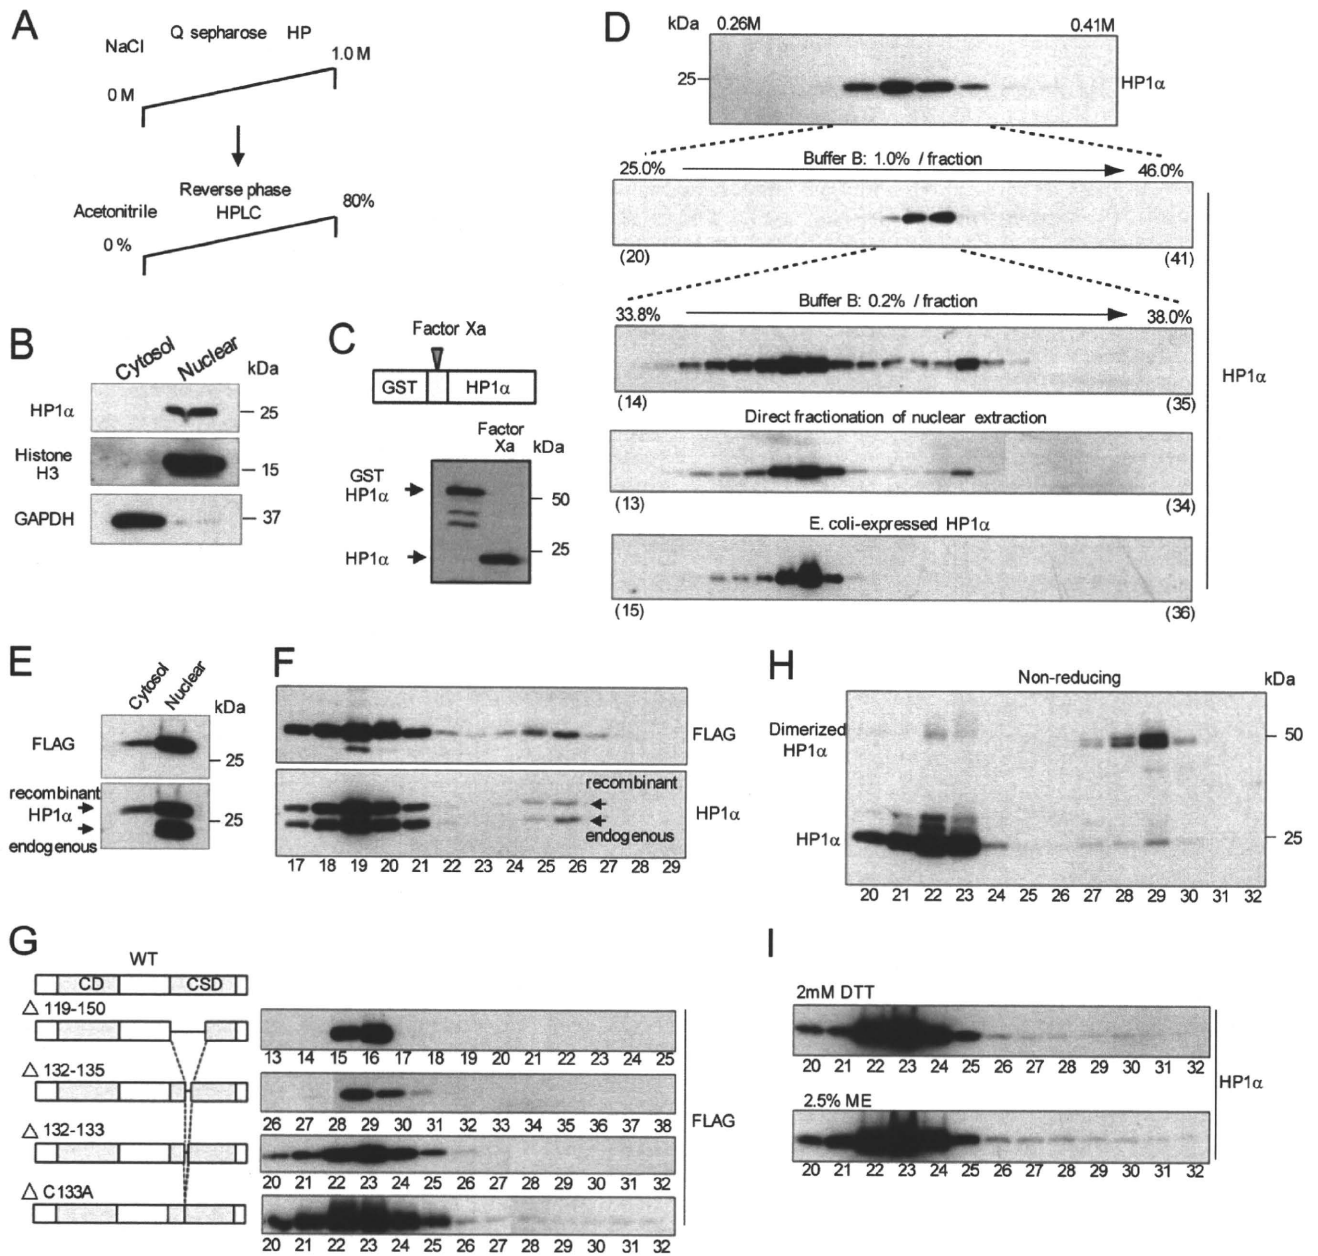 A
NaCl
Q sepharose HP
1.0 M
0 M
Reverse phase
HPLC
Acetonitrile
80%
0 %
B
Cytosol
Nuclear
kDa
HP1α
25
Histone
H3
15
GAPDH
37
C
Factor Xa
GST
HP1α
Factor
Xa
kDa
GST
HP1α
50
HP1α
25
D
kDa
0.26M
0.41M
25
HP1α
Buffer B: 1.0% / fraction
25.0%
46.0%
(20)
(41)
Buffer B: 0.2% / fraction
33.8%
38.0%
(14)
(35)
HP1α
Direct fractionation of nuclear extraction
(13)
(34)
E. coli-expressed HP1α
(15)
(36)
E
Cytosol
Nuclear
kDa
FLAG
25
recombinant
HP1α
25
endogenous
F
FLAG
recombinant
HP1α
endogenous
17 18 19 20 21 22 23 24 25 26 27 28 29
G
WT
CD
CSD
△ 119-150
13 14 15 16 17 18 19 20 21 22 23 24 25
△ 132-135
26 27 28 29 30 31 32 33 34 35 36 37 38
FLAG
△ 132-133
20 21 22 23 24 25 26 27 28 29 30 31 32
△ C133A
20 21 22 23 24 25 26 27 28 29 30 31 32
H
Non-reducing
kDa
Dimerized
HP1α
50
HP1α
25
20 21 22 23 24 25 26 27 28 29 30 31 32
I
2mM DTT
20 21 22 23 24 25 26 27 28 29 30 31 32
HP1α
2.5% ME
20 21 22 23 24 25 26 27 28 29 30 31 32